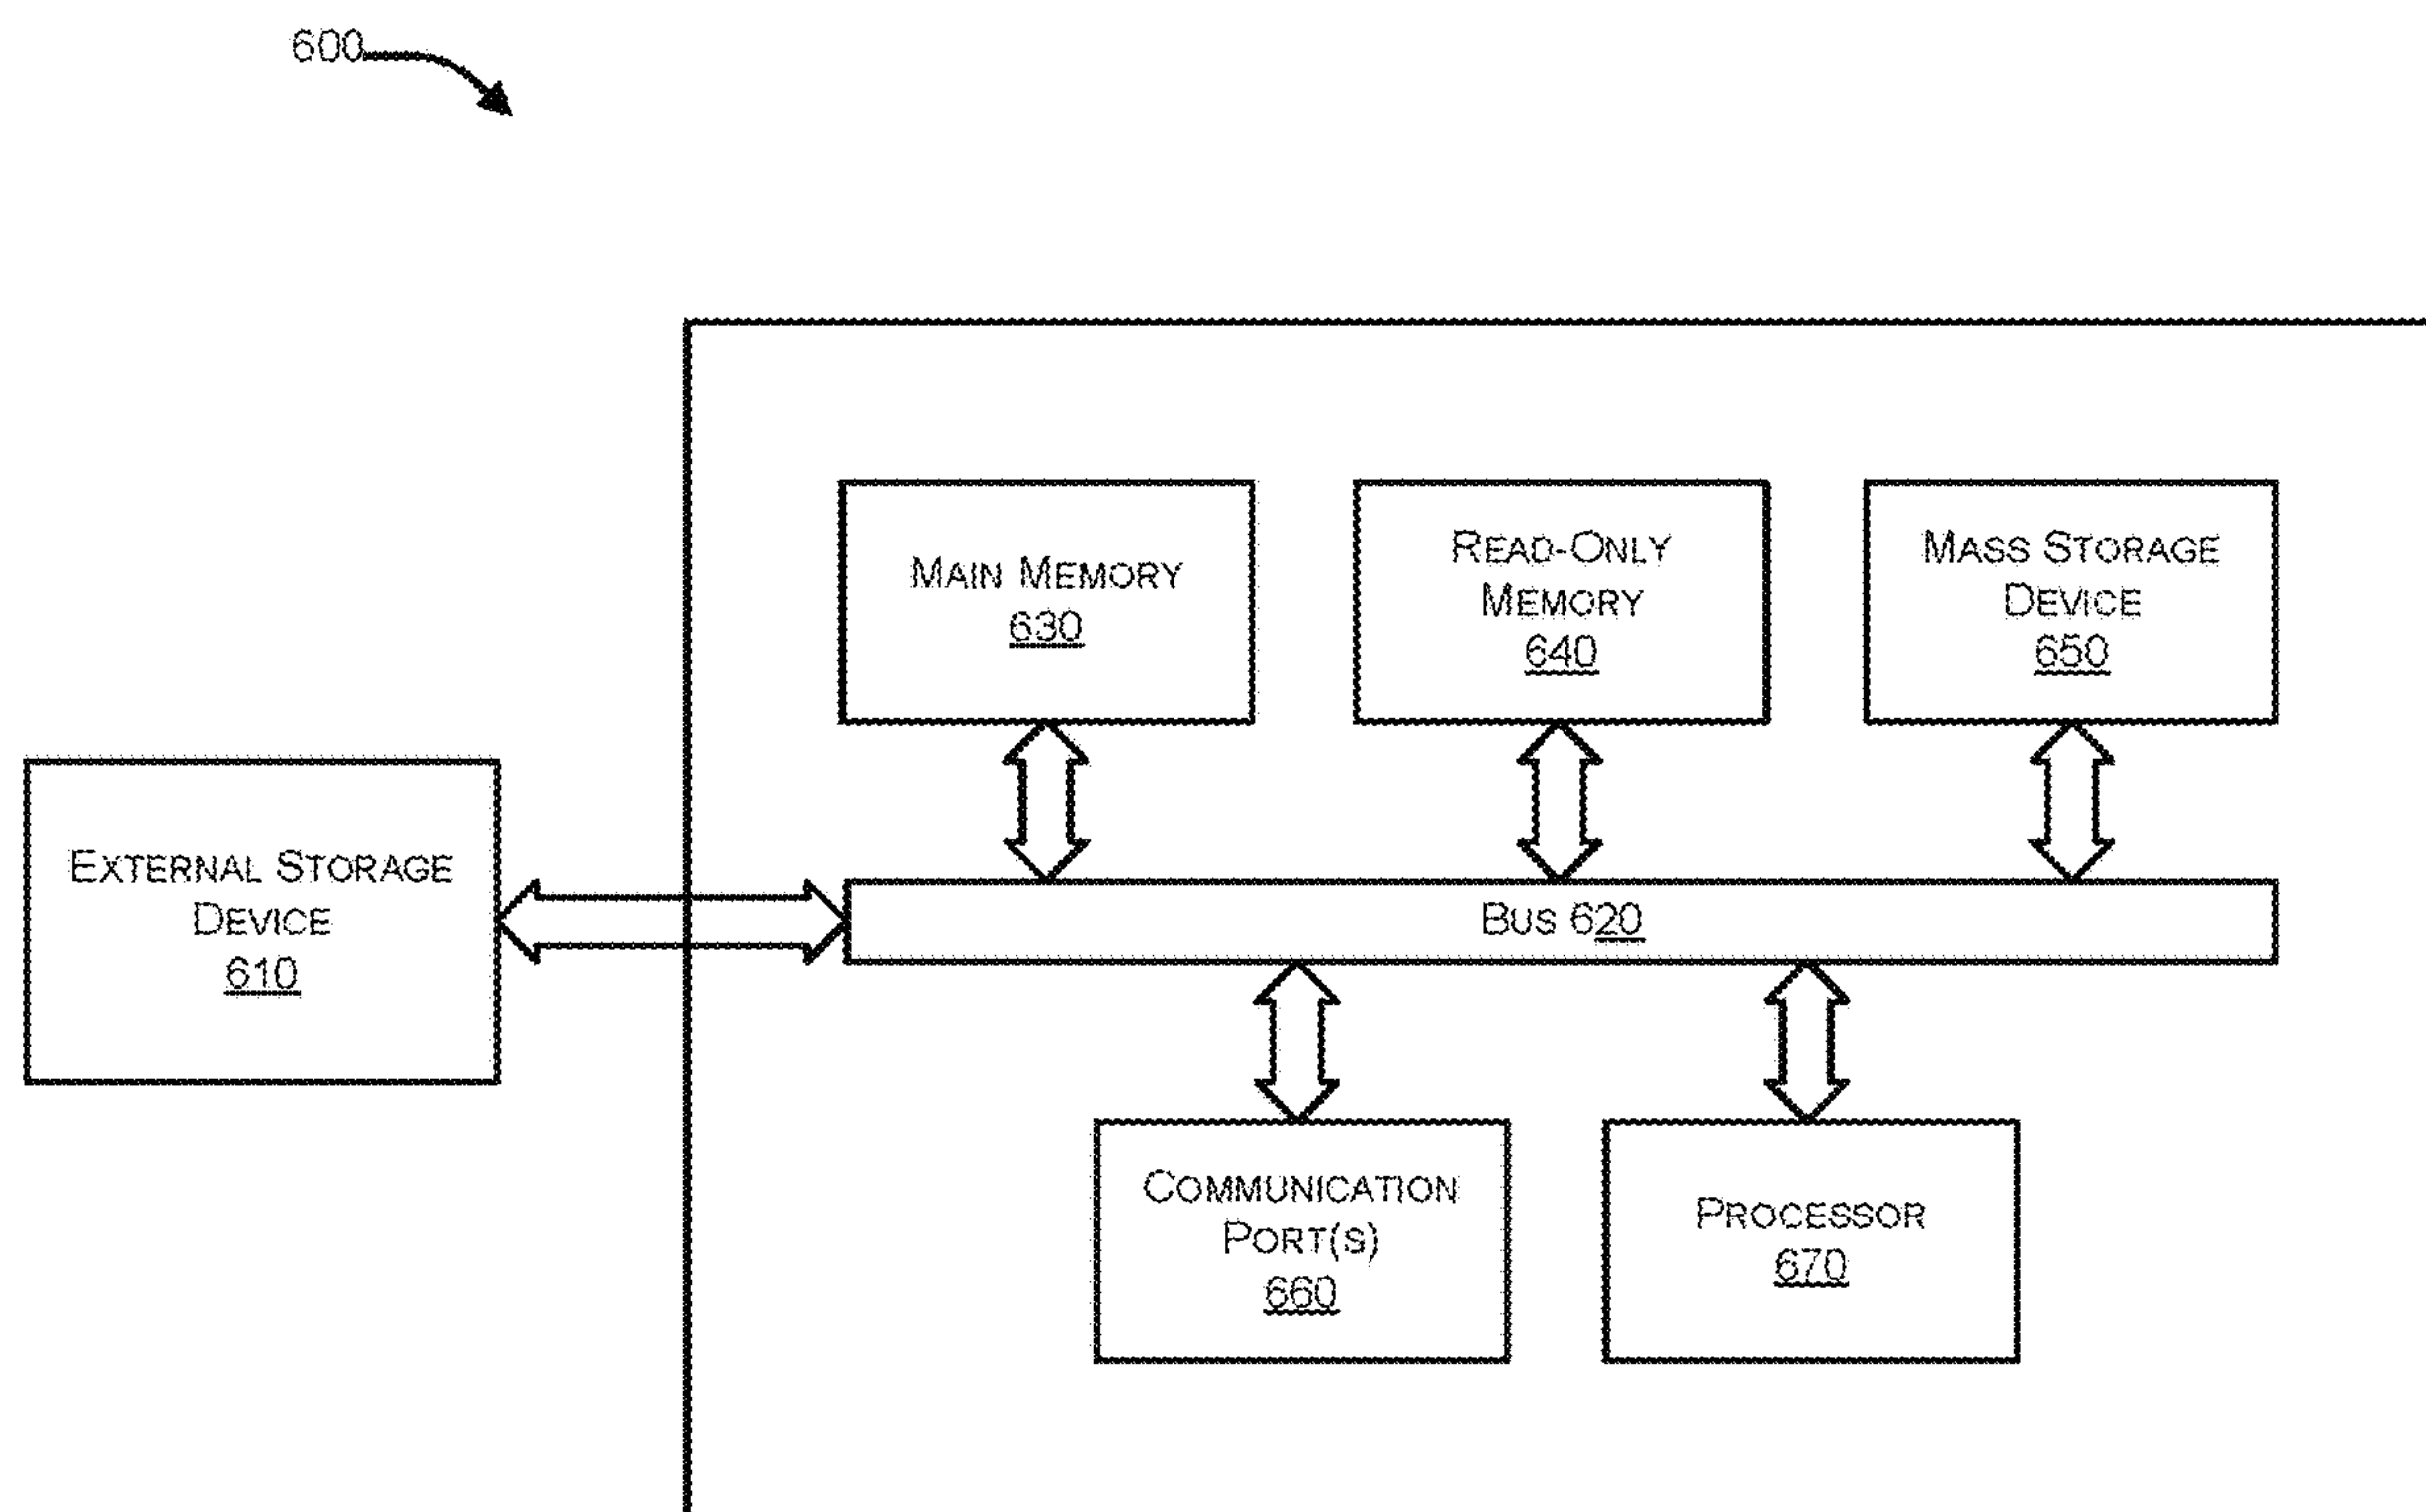 600
MAIN MEMORY
630
READ-ONLY
MEMORY
640
MASS STORAGE
DEVICE
650
EXTERNAL STORAGE
DEVICE
610
BUS 620
COMMUNICATION
PORT(S)
660
PROCESSOR
670